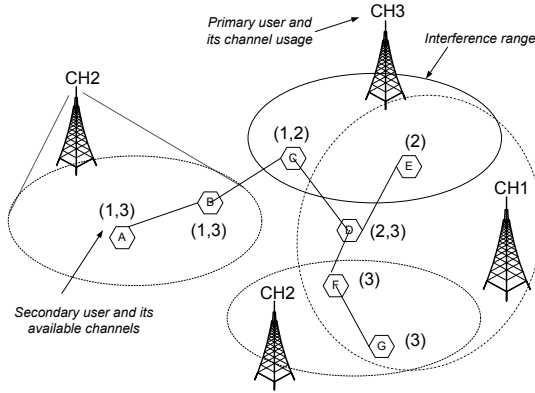 Primary user and
its channel usage
CH3
Interference range
CH2
(1,2)
C
(2)
E
(1,3)
B
CH1
A
(1,3)
D
(2,3)
F
(3)
Secondary user and its
available channels
CH2
G
(3)